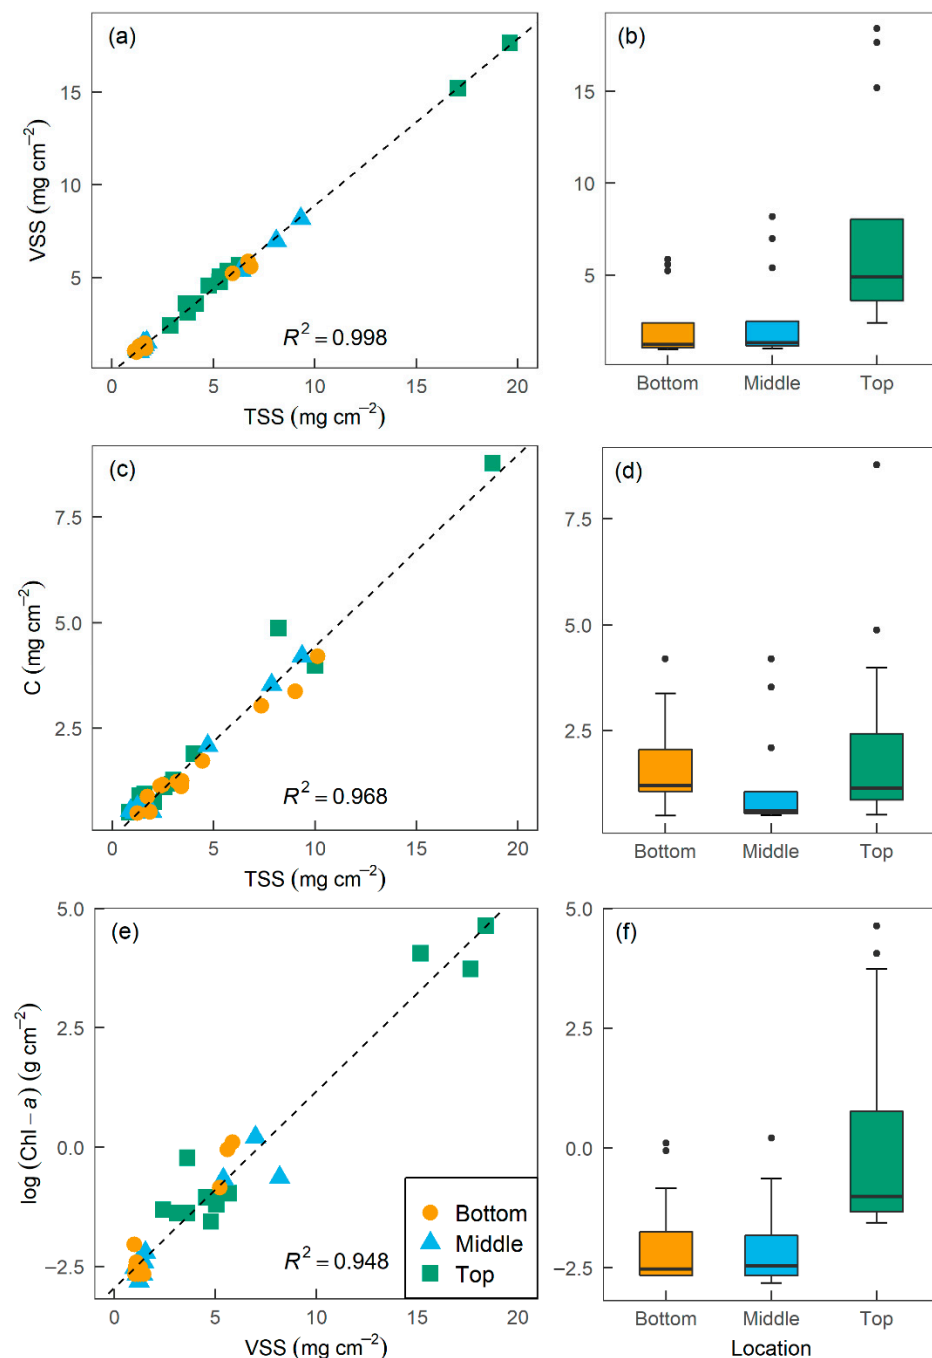 (a)
VSS (mg cm⁻²)
15
10
5
R² = 0.998
0 5 10 15 20
TSS (mg cm⁻²)
(b)
15
10
5
Bottom Middle Top
(c)
C (mg cm⁻²)
7.5
5.0
2.5
R² = 0.968
0 5 10 15 20
TSS (mg cm⁻²)
(d)
7.5
5.0
2.5
Bottom Middle Top
(e)
log (Chl − a) (g cm⁻²)
5.0
2.5
0.0
−2.5
R² = 0.948
Bottom
Middle
Top
0 5 10 15 20
VSS (mg cm⁻²)
(f)
5.0
2.5
0.0
−2.5
Bottom Middle Top
Location